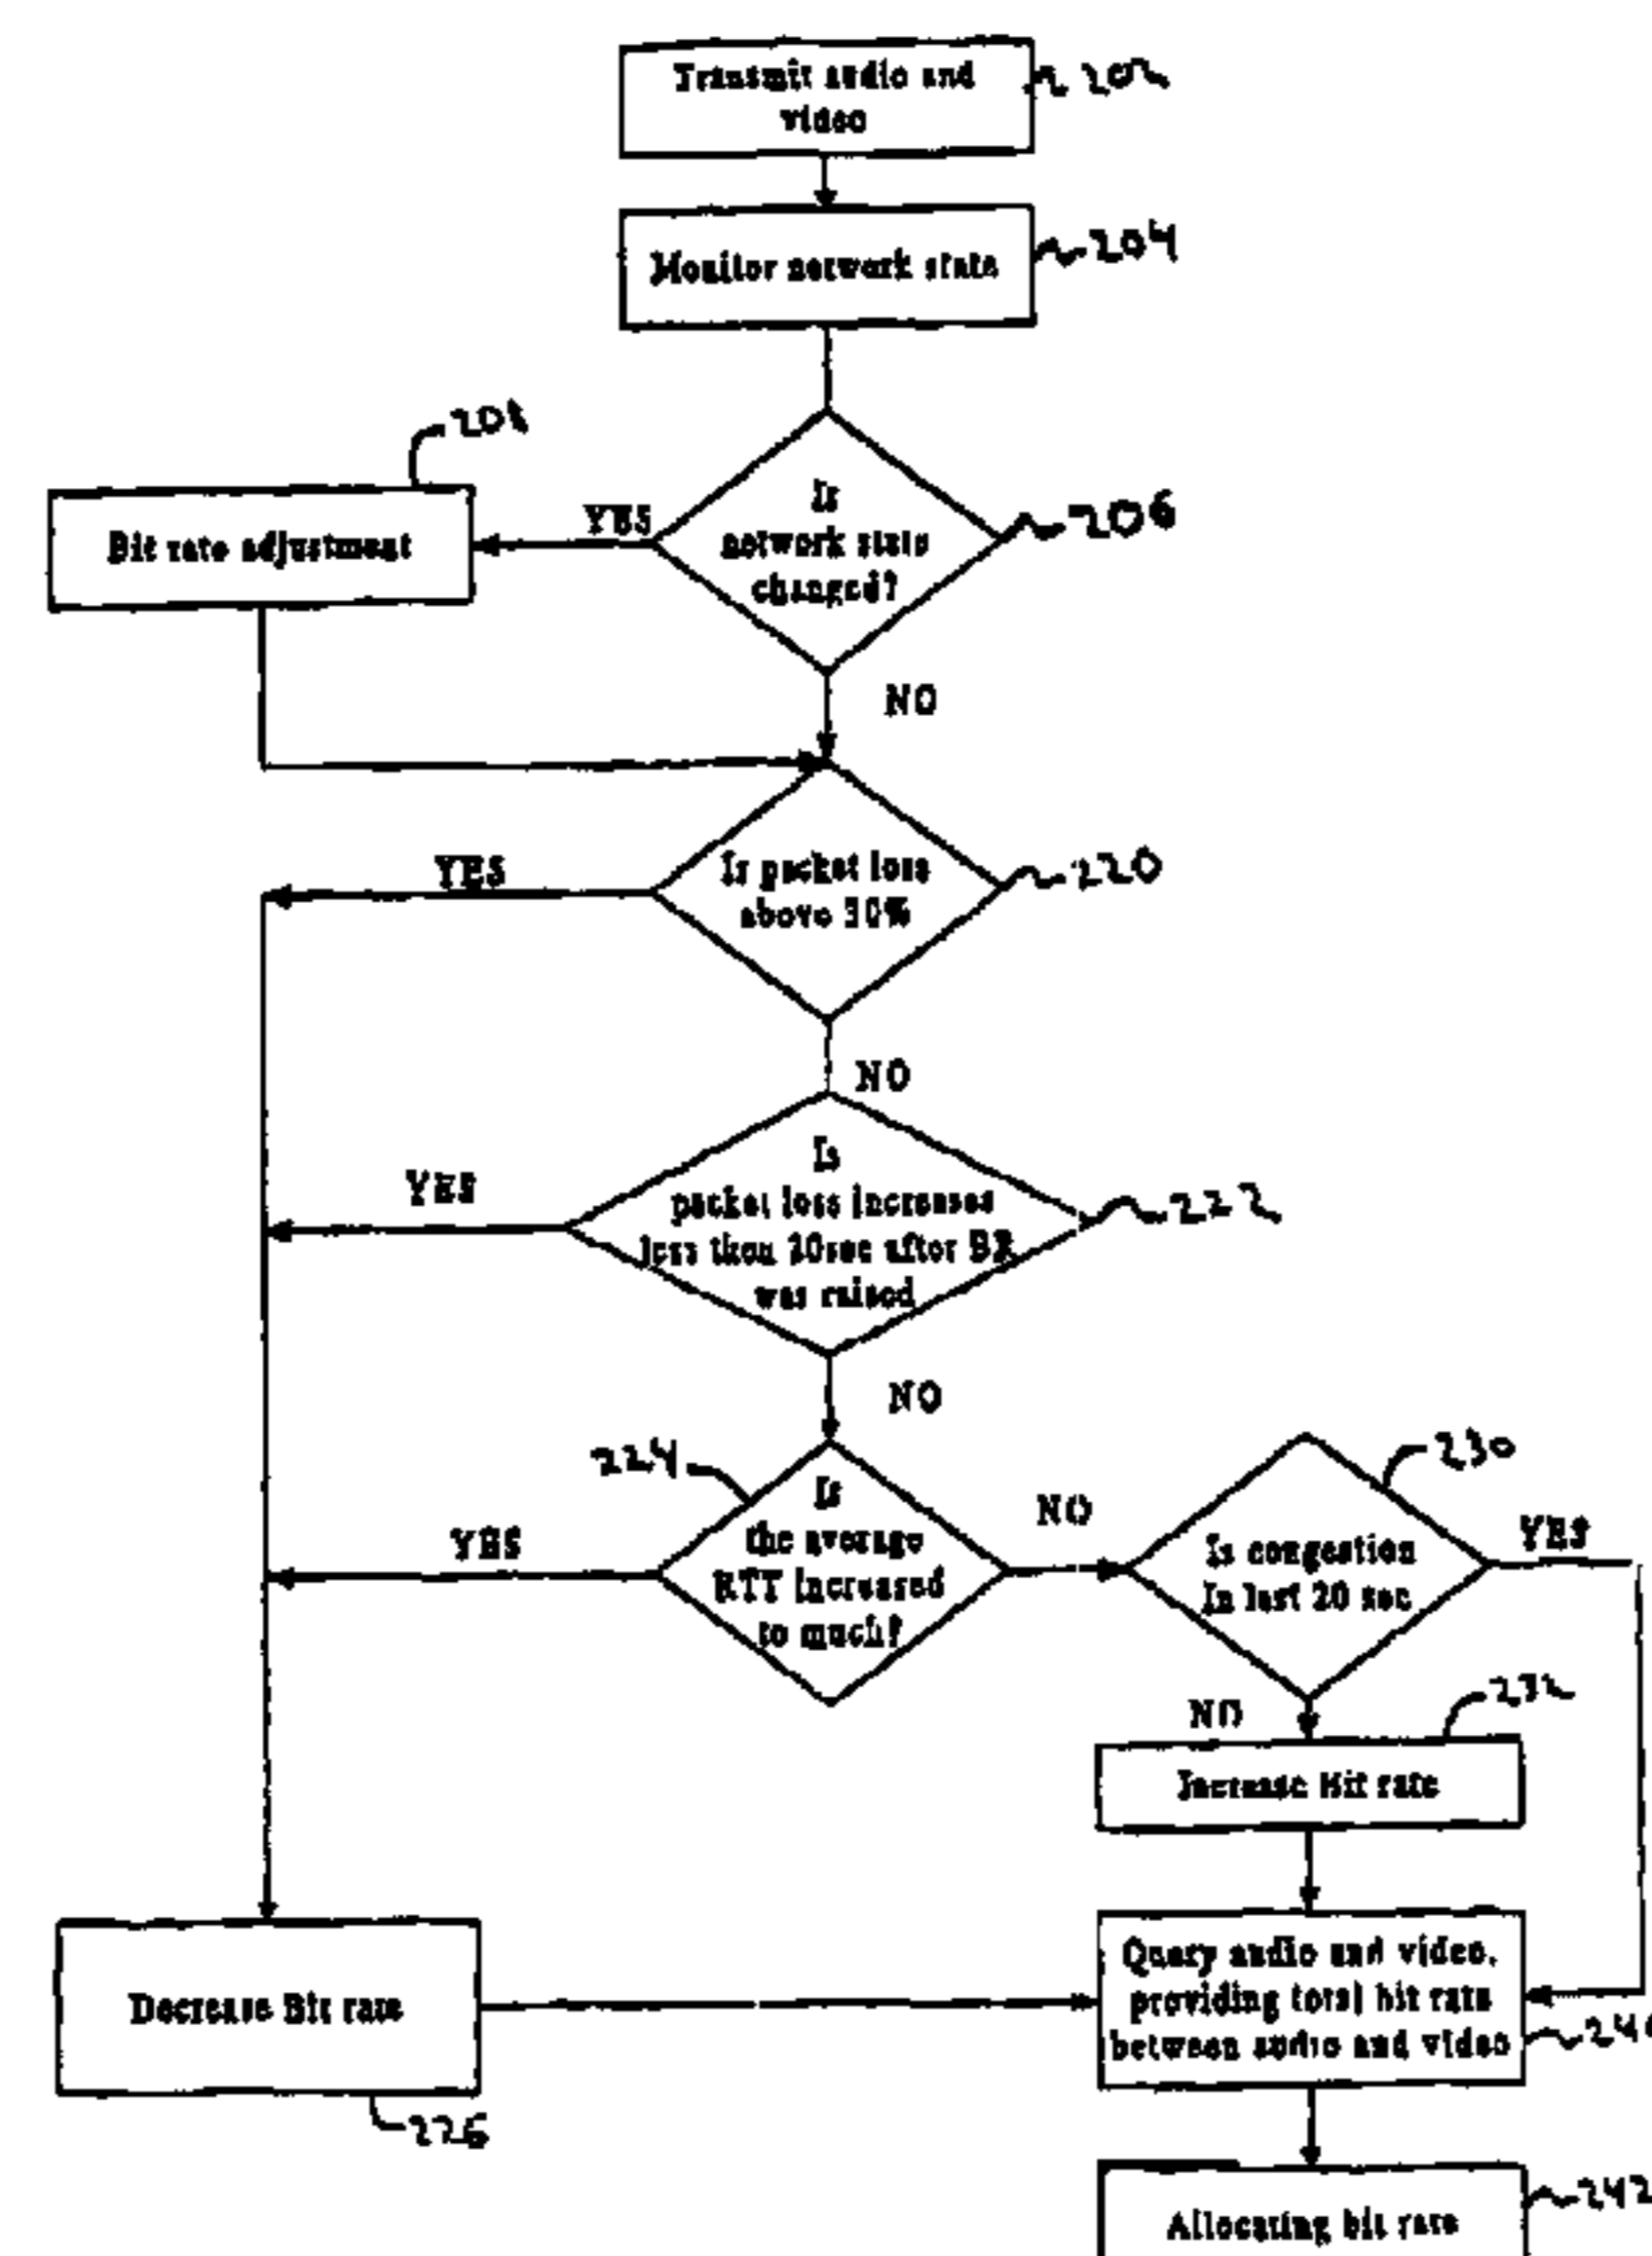 Transmit audio and
video
202
Monitor network state
204
208
Bit rate adjustment
YES
Is
network state
changed?
206
NO
YES
Is packet loss
above 30%
220
NO
YES
Is
packet loss increases
less then 20sec after BR
was raised
222
NO
224
YES
Is
the average
RTT increased
to much?
NO
230
Is congestion
In last 20 sec
YES
NO
232
Increase Bit rate
Decrease Bit rate
226
Query audio and video,
providing total bit rate
between audio and video
Allocating bit rate
242